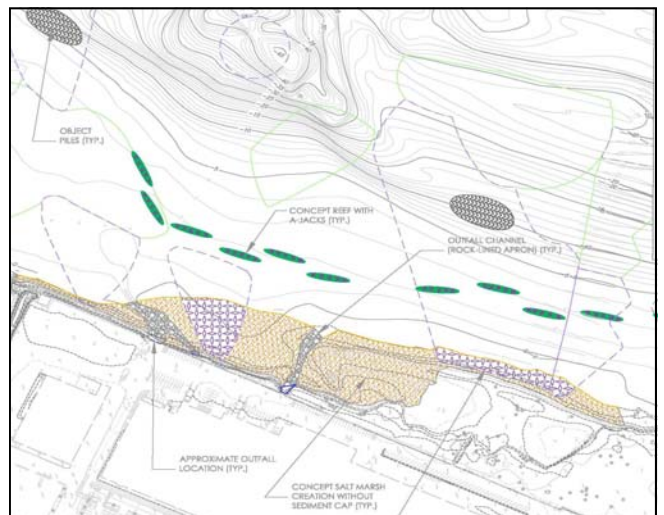 OBJECT
PILES (TYP.)
CONCEPT REEF WITH
A-JACKS (TYP.)
OUTFALL CHANNEL
(ROCK-LINED APRON) (TYP.)
APPROXIMATE OUTFALL
LOCATION (TYP.)
CONCEPT SALT MARSH
CREATION WITHOUT
SEDIMENT CAP (TYP.)